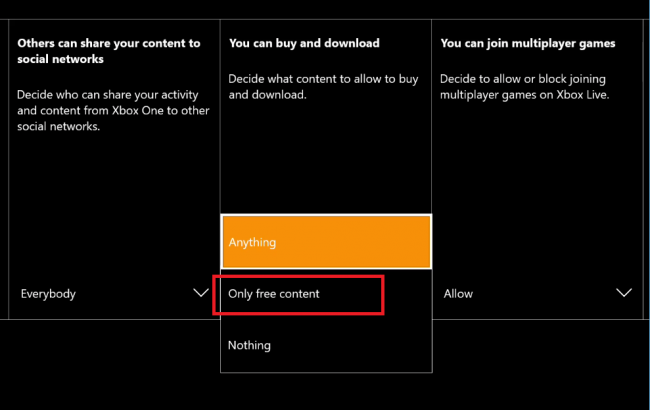 Others can share your content to
social networks
Decide who can share your activity
and content from Xbox One to other
social networks.
Everybody
You can buy and download
Decide what content to allow to buy
and download.
Anything
Only free content
Nothing
You can join multiplayer games
Decide to allow or block joining
multiplayer games on Xbox Live.
Allow